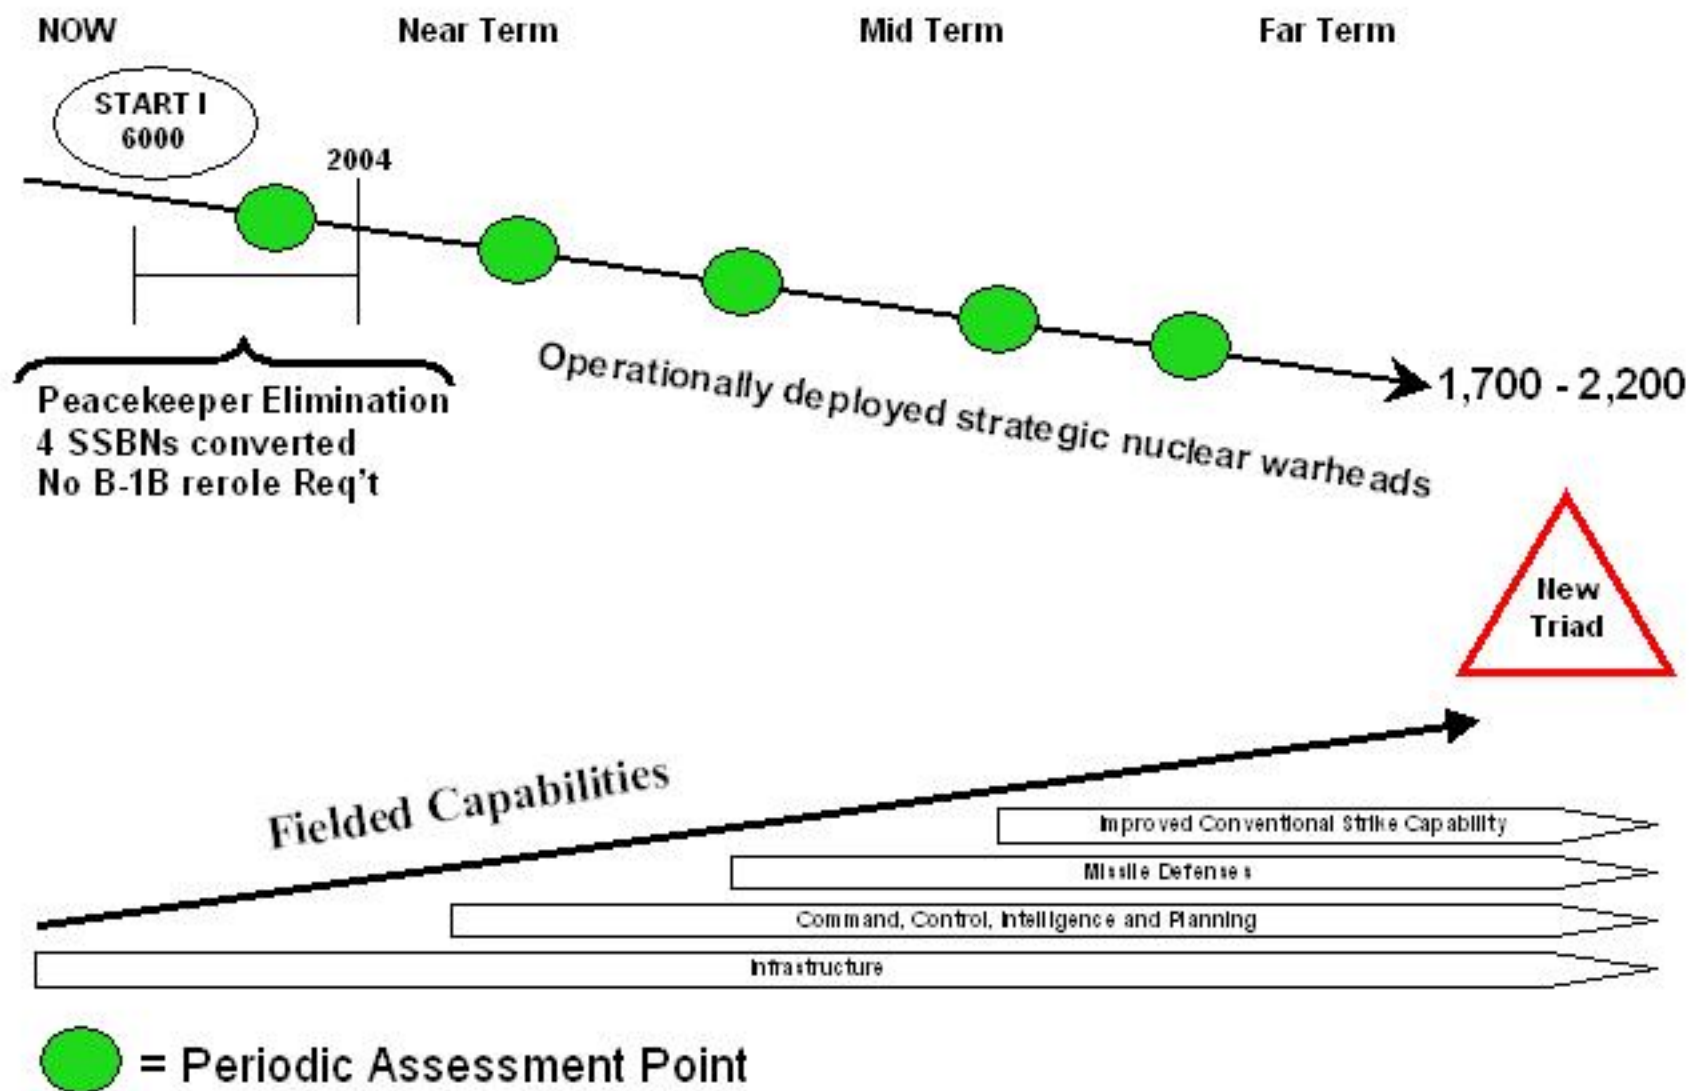 NOW Near Term Mid Term Far Term
START I
6000
2004
Peacekeeper Elimination
4 SSBNs converted
No B-1B rerole Req't
Operationally deployed strategic nuclear warheads
1,700 - 2,200
New
Triad
Fielded Capabilities
Improved Conventional Strike Capability
Missile Defenses
Command, Control, Intelligence and Planning
Infrastructure
= Periodic Assessment Point